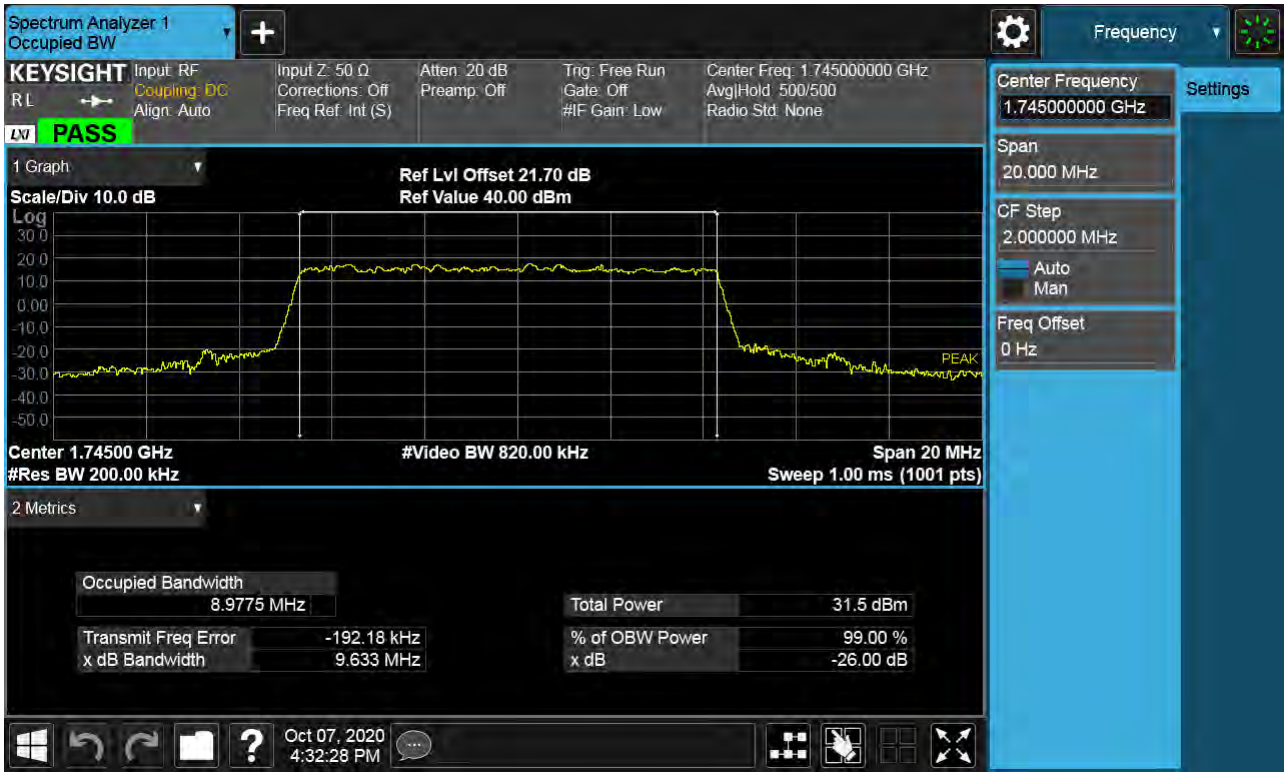 Spectrum Analyzer 1
Occupied BW
+
Frequency
KEYSIGHT
RL
LXI
PASS
Input: RF
Coupling: DC
Align: Auto
Input Z: 50 Ω
Corrections: Off
Freq Ref: Int (S)
Atten: 20 dB
Preamp: Off
Trig: Free Run
Gate: Off
#IF Gain: Low
Center Freq: 1.745000000 GHz
Avg|Hold: 500/500
Radio Std: None
Center Frequency
1.745000000 GHz
Settings
Span
20.000 MHz
CF Step
2.000000 MHz
Auto
Man
Freq Offset
0 Hz
1 Graph
Scale/Div 10.0 dB
Ref Lvl Offset 21.70 dB
Ref Value 40.00 dBm
Log
30.0
20.0
10.0
0.00
-10.0
-20.0
-30.0
-40.0
-50.0
PEAK
Center 1.74500 GHz
#Video BW 820.00 kHz
Span 20 MHz
#Res BW 200.00 kHz
Sweep 1.00 ms (1001 pts)
2 Metrics
Occupied Bandwidth
8.9775 MHz
Total Power 31.5 dBm
Transmit Freq Error -192.18 kHz
% of OBW Power 99.00 %
x dB Bandwidth 9.633 MHz
x dB -26.00 dB
?
Oct 07, 2020
4:32:28 PM